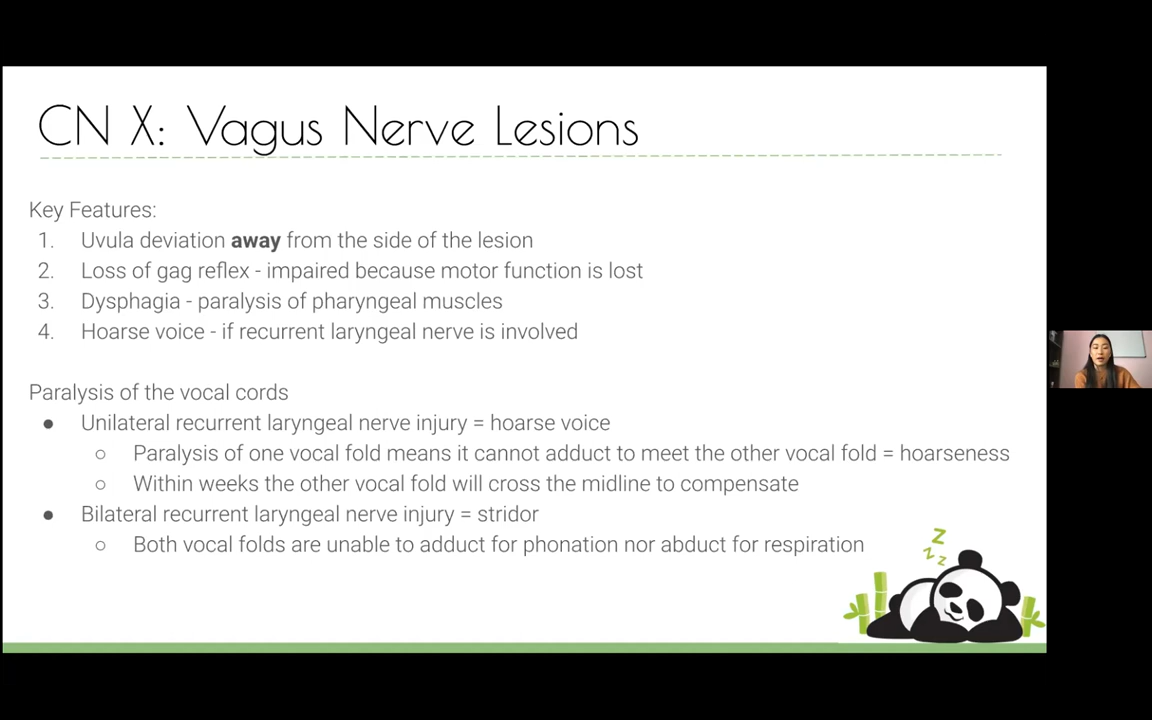 CN X: Vagus Nerve Lesions
Key Features:
1. Uvula deviation away from the side of the lesion
2. Loss of gag reflex - impaired because motor function is lost
3. Dysphagia - paralysis of pharyngeal muscles
4. Hoarse voice - if recurrent laryngeal nerve is involved
Paralysis of the vocal cords
● Unilateral recurrent laryngeal nerve injury = hoarse voice
○ Paralysis of one vocal fold means it cannot adduct to meet the other vocal fold = hoarseness
○ Within weeks the other vocal fold will cross the midline to compensate
● Bilateral recurrent laryngeal nerve injury = stridor
○ Both vocal folds are unable to adduct for phonation nor abduct for respiration
Z
Z
Z